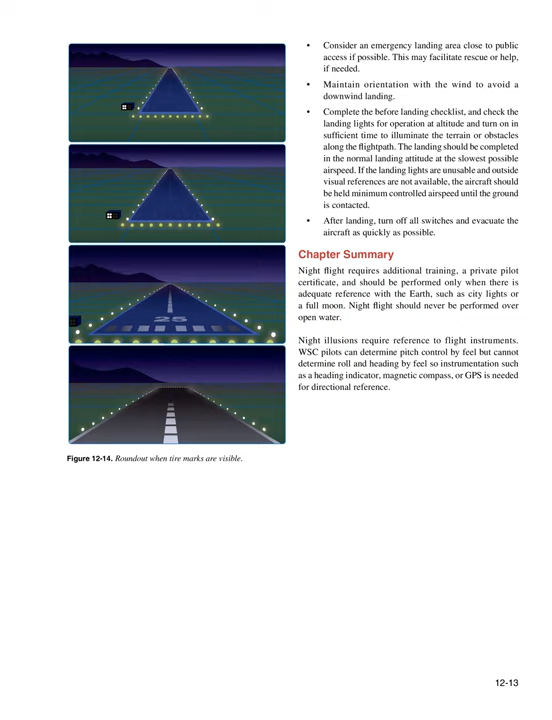 25
Figure 12-14. Roundout when tire marks are visible.
• Consider an emergency landing area close to public
access if possible. This may facilitate rescue or help,
if needed.
• Maintain orientation with the wind to avoid a
downwind landing.
• Complete the before landing checklist, and check the
landing lights for operation at altitude and turn on in
sufficient time to illuminate the terrain or obstacles
along the flightpath. The landing should be completed
in the normal landing attitude at the slowest possible
airspeed. If the landing lights are unusable and outside
visual references are not available, the aircraft should
be held minimum controlled airspeed until the ground
is contacted.
• After landing, turn off all switches and evacuate the
aircraft as quickly as possible.
Chapter Summary
Night flight requires additional training, a private pilot
certificate, and should be performed only when there is
adequate reference with the Earth, such as city lights or
a full moon. Night flight should never be performed over
open water.
Night illusions require reference to flight instruments.
WSC pilots can determine pitch control by feel but cannot
determine roll and heading by feel so instrumentation such
as a heading indicator, magnetic compass, or GPS is needed
for directional reference.
12-13